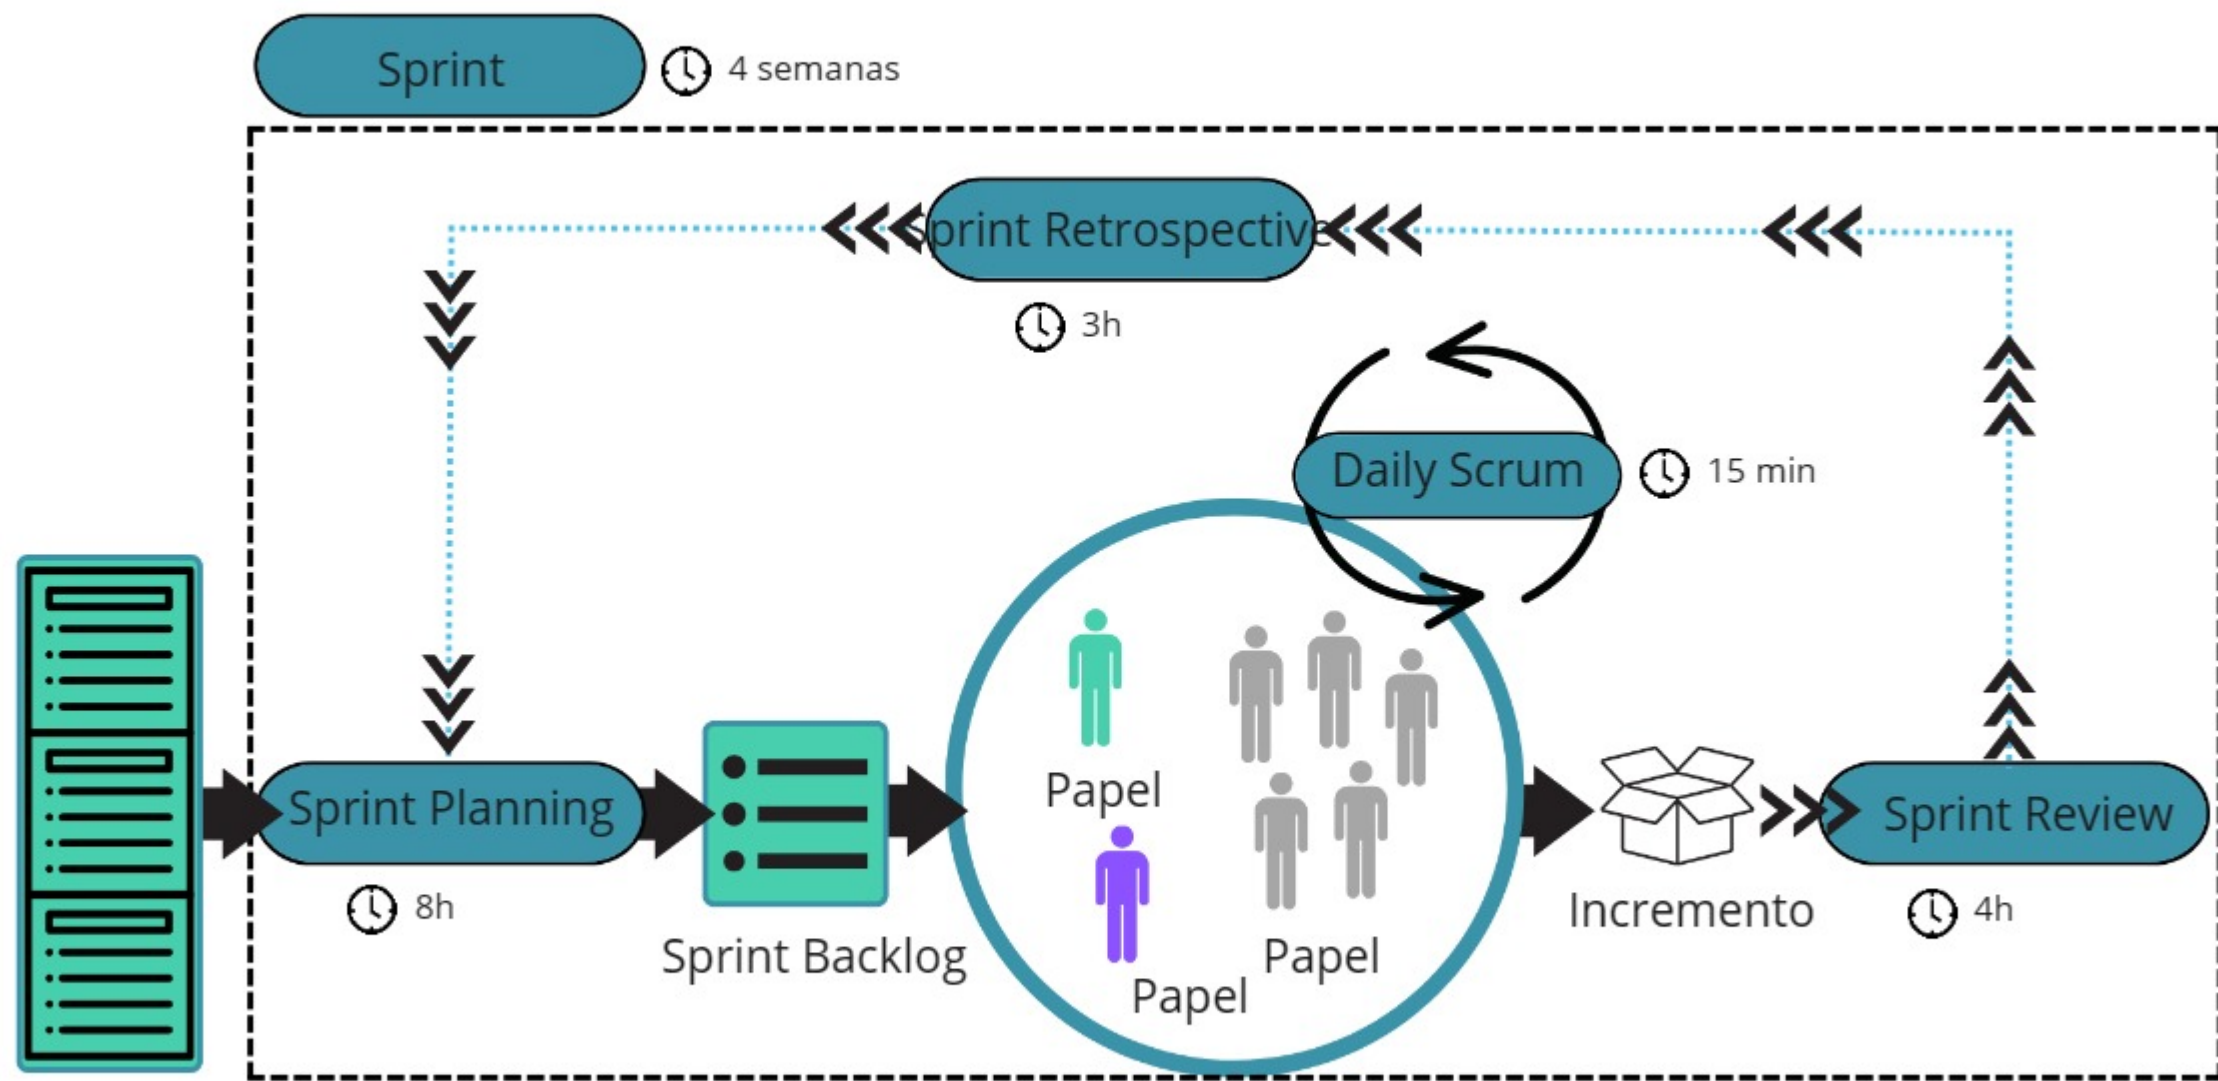 Sprint
4 semanas
Sprint Retrospective
3h
Daily Scrum
15 min
Sprint Planning
8h
Sprint Backlog
Papel
Papel
Papel
Incremento
Sprint Review
4h